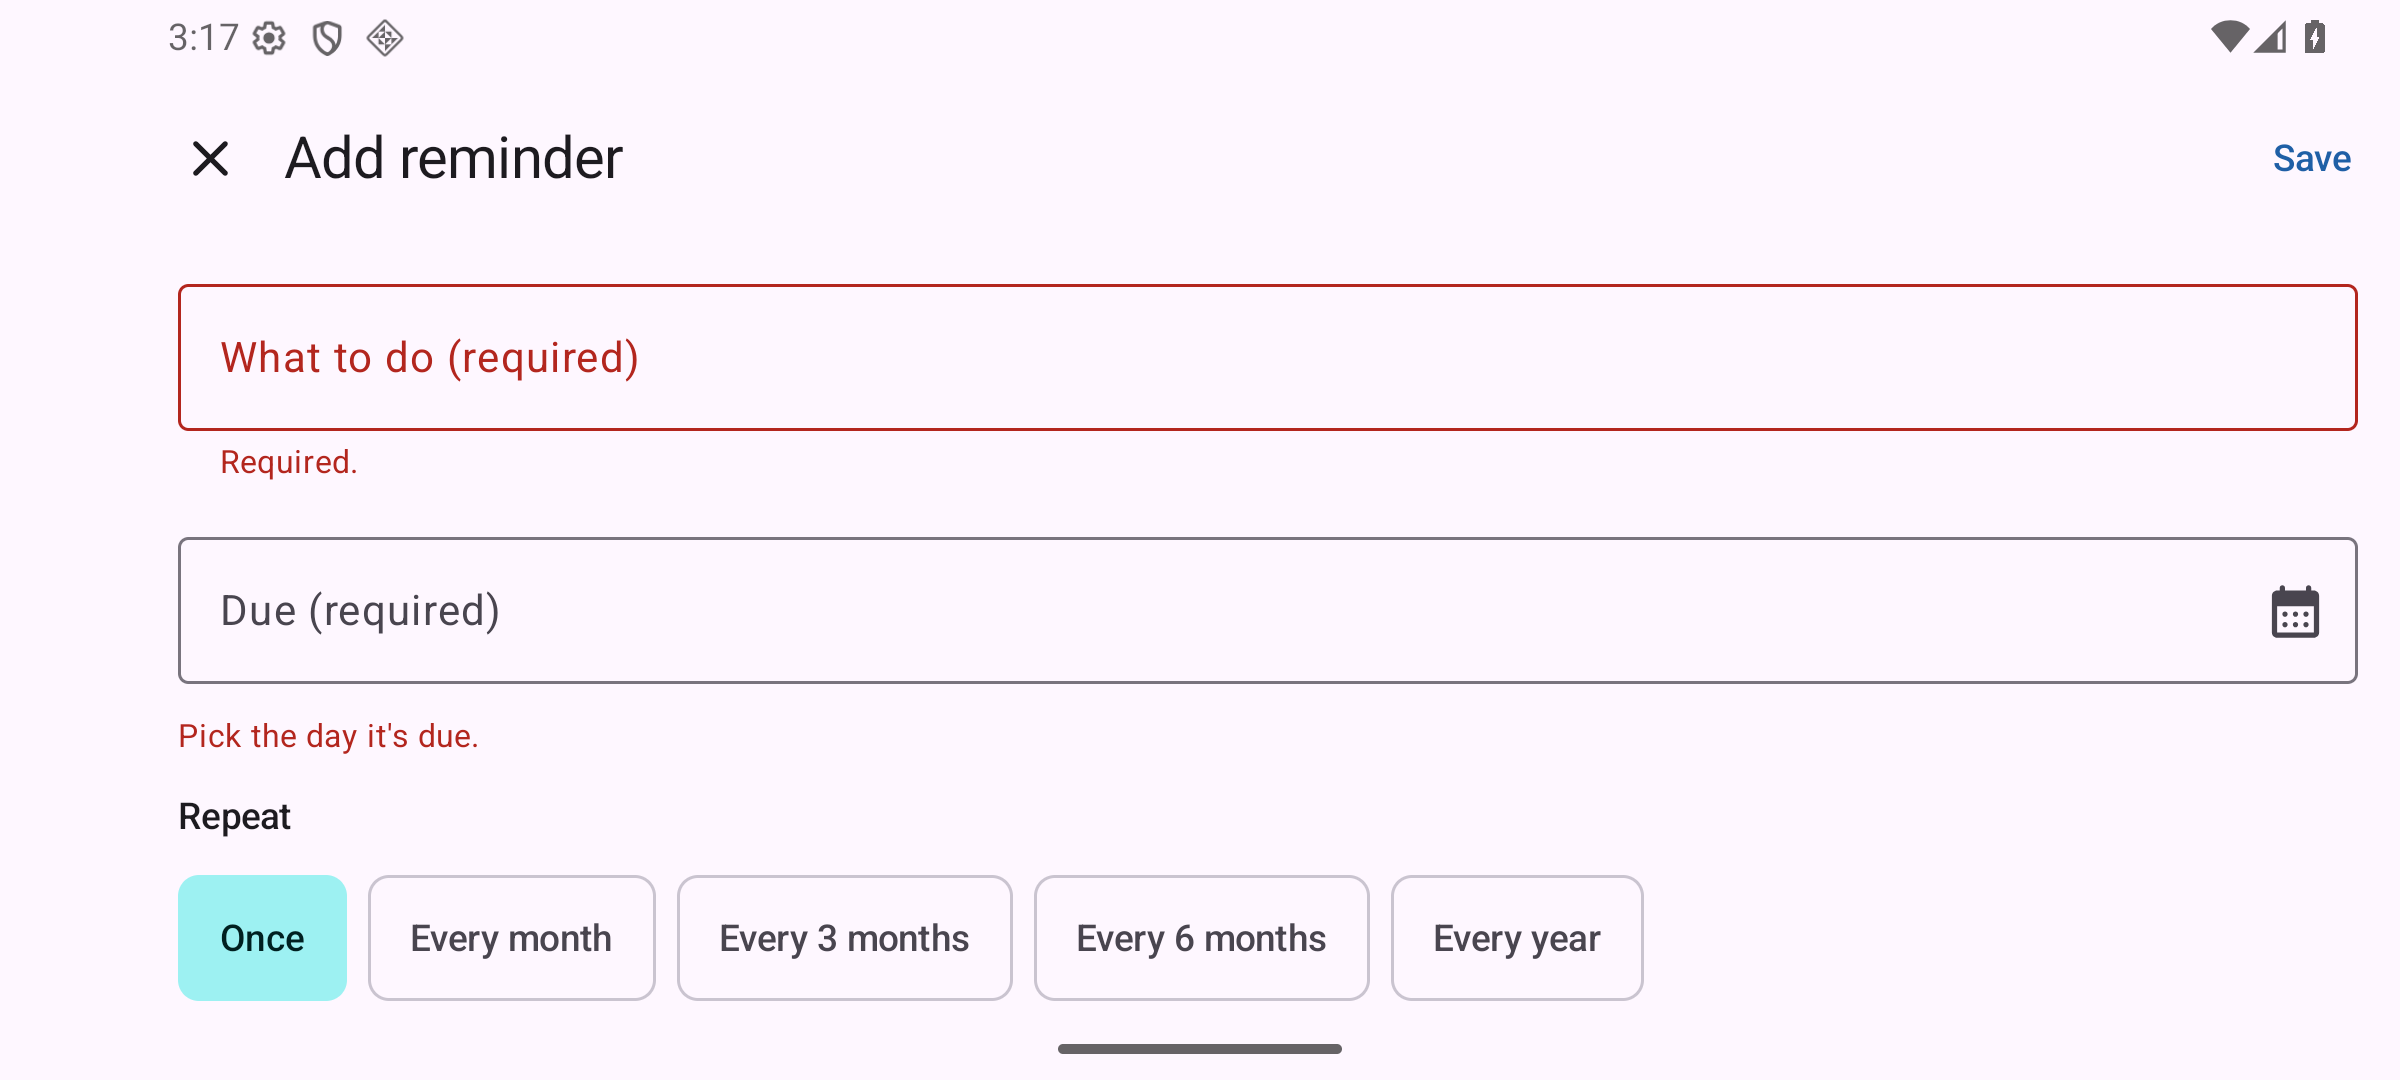 3:17
Add reminder
Save
What to do (required)
Required.
Due (required)
Pick the day it's due.
Repeat
Once
Every month
Every 3 months
Every 6 months
Every year